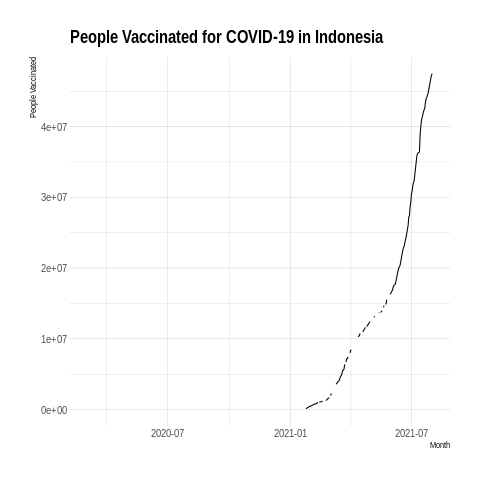 People Vaccinated for COVID-19 in Indonesia
People Vaccinated
4e+07
3e+07
2e+07
1e+07
0e+00
2020-07
2021-01
2021-07
Month